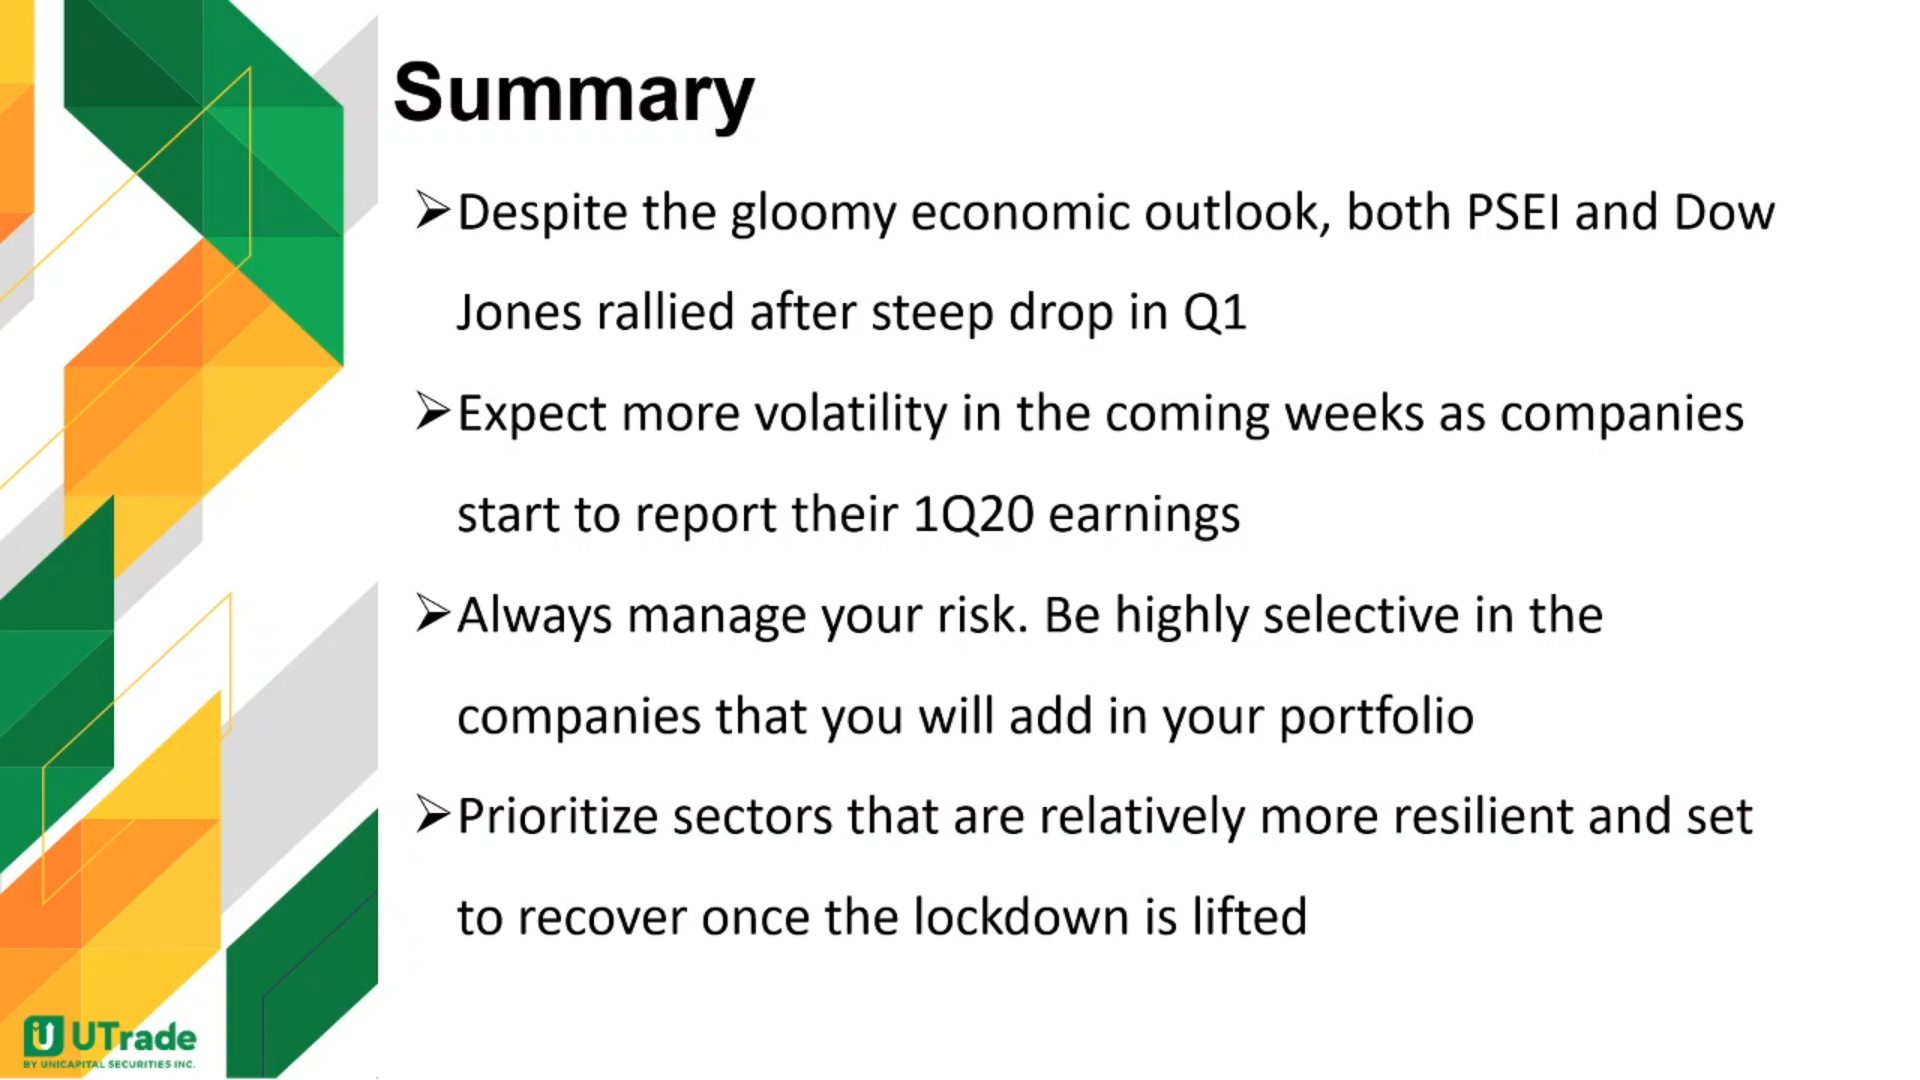 Summary
Despite the gloomy economic outlook, both PSEI and Dow
Jones rallied after steep drop in Q1
Expect more volatility in the coming weeks as companies
start to report their 1Q20 earnings
Always manage your risk. Be highly selective in the
companies that you will add in your portfolio
Prioritize sectors that are relatively more resilient and set
to recover once the lockdown is lifted
UTrade
BY UNICAPITAL SECURITIES INC.